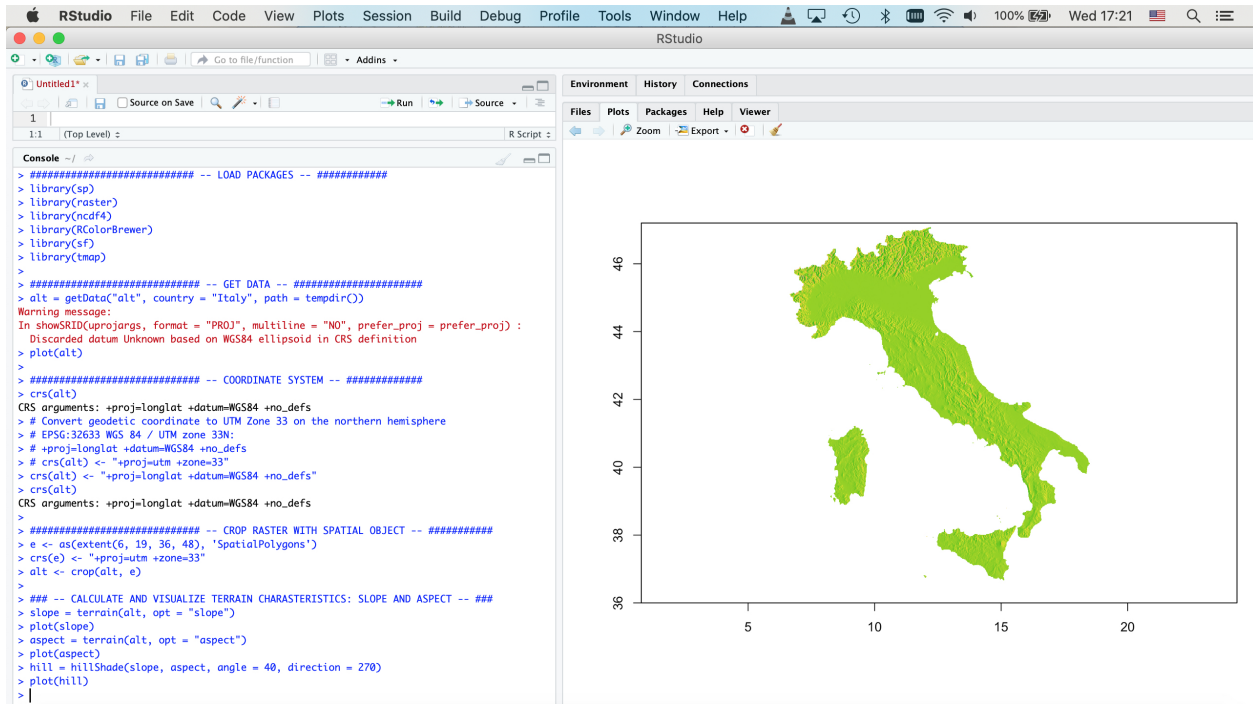 RStudio File Edit Code View Plots Session Build Debug Profile Tools Window Help 100% Wed 17:21
RStudio
Go to file/function Addins
Untitled1*
Source on Save Run Source
1
1:1 (Top Level) R Script
Console ~/
> ############################ -- LOAD PACKAGES -- ############
> library(sp)
> library(raster)
> library(ncdf4)
> library(RColorBrewer)
> library(sf)
> library(tmap)
>
> ############################# -- GET DATA -- ######################
> alt = getData("alt", country = "Italy", path = tempdir())
Warning message:
In showSRID(uprojargs, format = "PROJ", multiline = "NO", prefer_proj = prefer_proj) :
Discarded datum Unknown based on WGS84 ellipsoid in CRS definition
> plot(alt)
>
> ############################# -- COORDINATE SYSTEM -- #############
> crs(alt)
CRS arguments: +proj=longlat +datum=WGS84 +no_defs
> # Convert geodetic coordinate to UTM Zone 33 on the northern hemisphere
> # EPSG:32633 WGS 84 / UTM zone 33N:
> # +proj=longlat +datum=WGS84 +no_defs
> # crs(alt) <- "+proj=utm +zone=33"
> crs(alt) <- "+proj=longlat +datum=WGS84 +no_defs"
> crs(alt)
CRS arguments: +proj=longlat +datum=WGS84 +no_defs
>
> ############################# -- CROP RASTER WITH SPATIAL OBJECT -- ###########
> e <- as(extent(6, 19, 36, 48), 'SpatialPolygons')
> crs(e) <- "+proj=utm +zone=33"
> alt <- crop(alt, e)
>
> ### -- CALCULATE AND VISUALIZE TERRAIN CHARASTERISTICS: SLOPE AND ASPECT -- ###
> slope = terrain(alt, opt = "slope")
> plot(slope)
> aspect = terrain(alt, opt = "aspect")
> plot(aspect)
> hill = hillShade(slope, aspect, angle = 40, direction = 270)
> plot(hill)
>
Environment History Connections
Files Plots Packages Help Viewer
Zoom Export
46
44
42
40
38
36
5 10 15 20